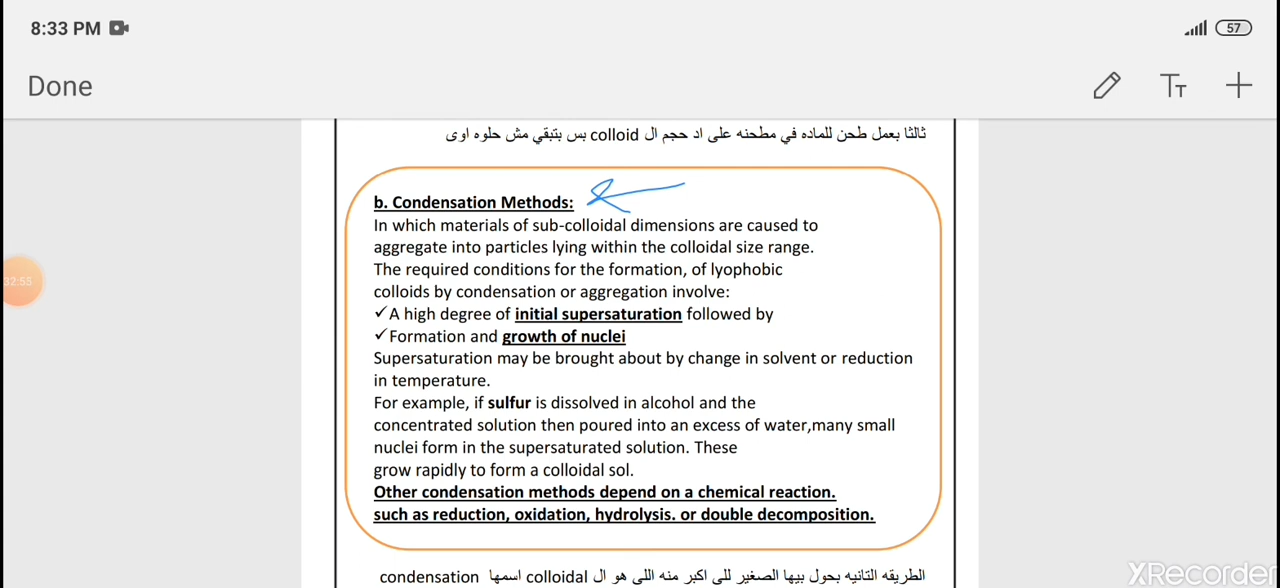 8:33 PM
57
Done
ثالثا بعمل طحن للماده في مطحنه على اد حجم ال colloid بس بتبقي مش حلوه اوى
b. Condensation Methods:
In which materials of sub-colloidal dimensions are caused to
aggregate into particles lying within the colloidal size range.
The required conditions for the formation, of lyophobic
colloids by condensation or aggregation involve:
✓A high degree of initial supersaturation followed by
✓Formation and growth of nuclei
Supersaturation may be brought about by change in solvent or reduction
in temperature.
For example, if sulfur is dissolved in alcohol and the
concentrated solution then poured into an excess of water,many small
nuclei form in the supersaturated solution. These
grow rapidly to form a colloidal sol.
Other condensation methods depend on a chemical reaction.
such as reduction, oxidation, hydrolysis. or double decomposition.
الطريقه التانيه بحول بيها الصغير للى اكبر منه اللى هو ال colloidal اسمها condensation
32:55
XRecorder